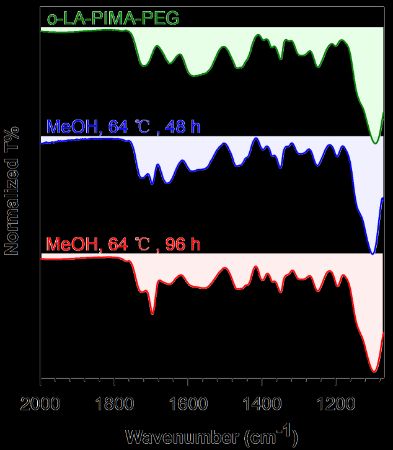 o-LA-PIMA-PEG
MeOH, 64 ℃ , 48 h
MeOH, 64 ℃ , 96 h
Normalized T%
2000 1800 1600 1400 1200
Wavenumber (cm⁻¹)